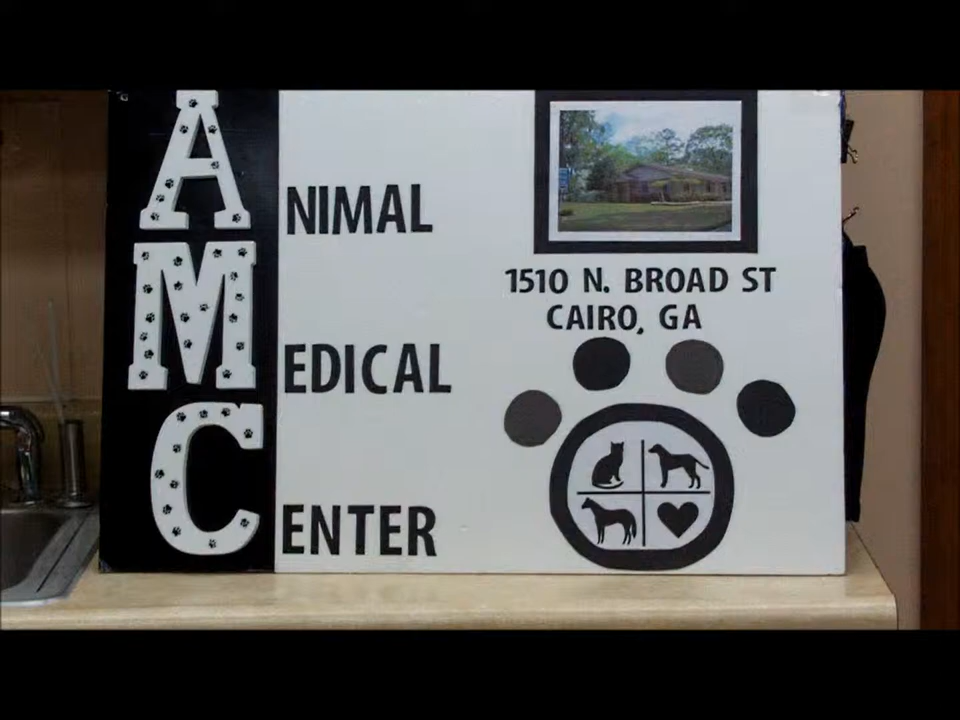 ANIMAL
MEDICAL
CENTER
1510 N. BROAD ST
CAIRO, GA